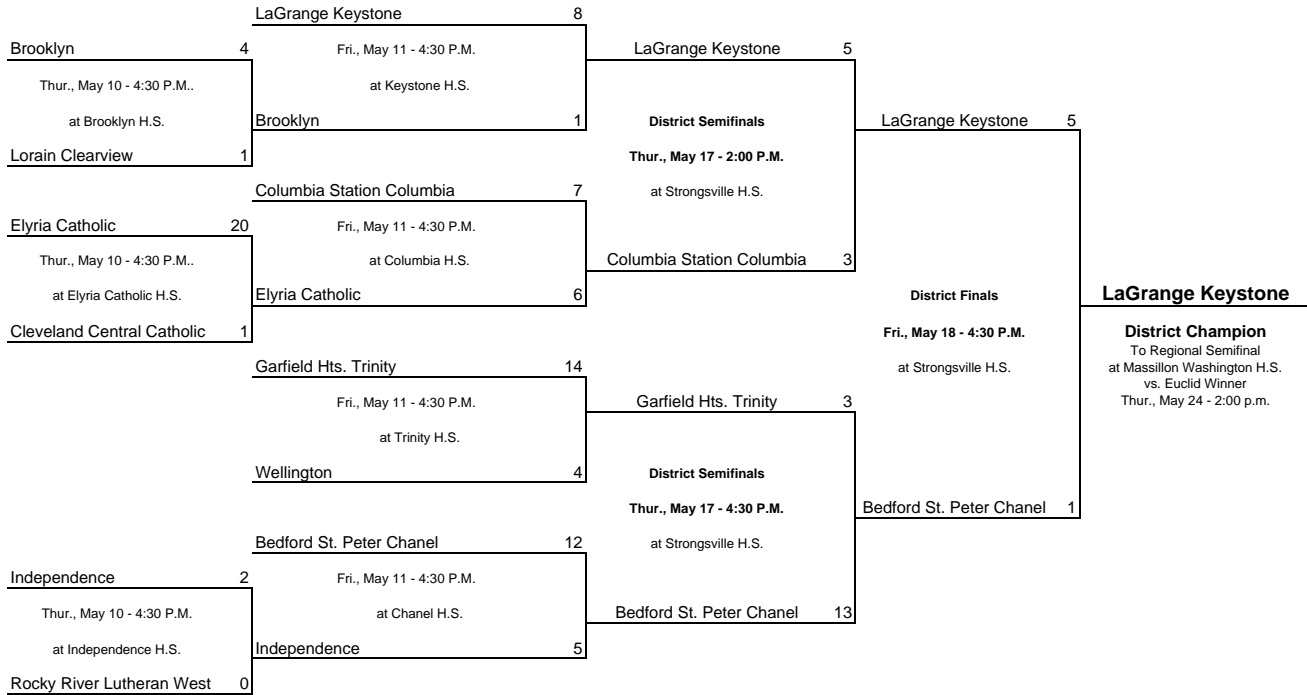 LaGrange Keystone 8
Brooklyn 4
Fri., May 11 - 4:30 P.M.
LaGrange Keystone 5
Thur., May 10 - 4:30 P.M..
at Keystone H.S.
at Brooklyn H.S.
Brooklyn 1
District Semifinals
LaGrange Keystone 5
Lorain Clearview 1
Thur., May 17 - 2:00 P.M.
Columbia Station Columbia 7
at Strongsville H.S.
Elyria Catholic 20
Fri., May 11 - 4:30 P.M.
Thur., May 10 - 4:30 P.M..
at Columbia H.S.
Columbia Station Columbia 3
at Elyria Catholic H.S.
Elyria Catholic 6
District Finals
LaGrange Keystone
Cleveland Central Catholic 1
Fri., May 18 - 4:30 P.M.
District Champion
To Regional Semifinal
Garfield Hts. Trinity 14
at Strongsville H.S.
at Massillon Washington H.S.
vs. Euclid Winner
Fri., May 11 - 4:30 P.M.
Garfield Hts. Trinity 3
Thur., May 24 - 2:00 p.m.
at Trinity H.S.
Wellington 4
District Semifinals
Thur., May 17 - 4:30 P.M.
Bedford St. Peter Chanel 1
Bedford St. Peter Chanel 12
at Strongsville H.S.
Independence 2
Fri., May 11 - 4:30 P.M.
Thur., May 10 - 4:30 P.M.
at Chanel H.S.
Bedford St. Peter Chanel 13
at Independence H.S.
Independence 5
Rocky River Lutheran West 0